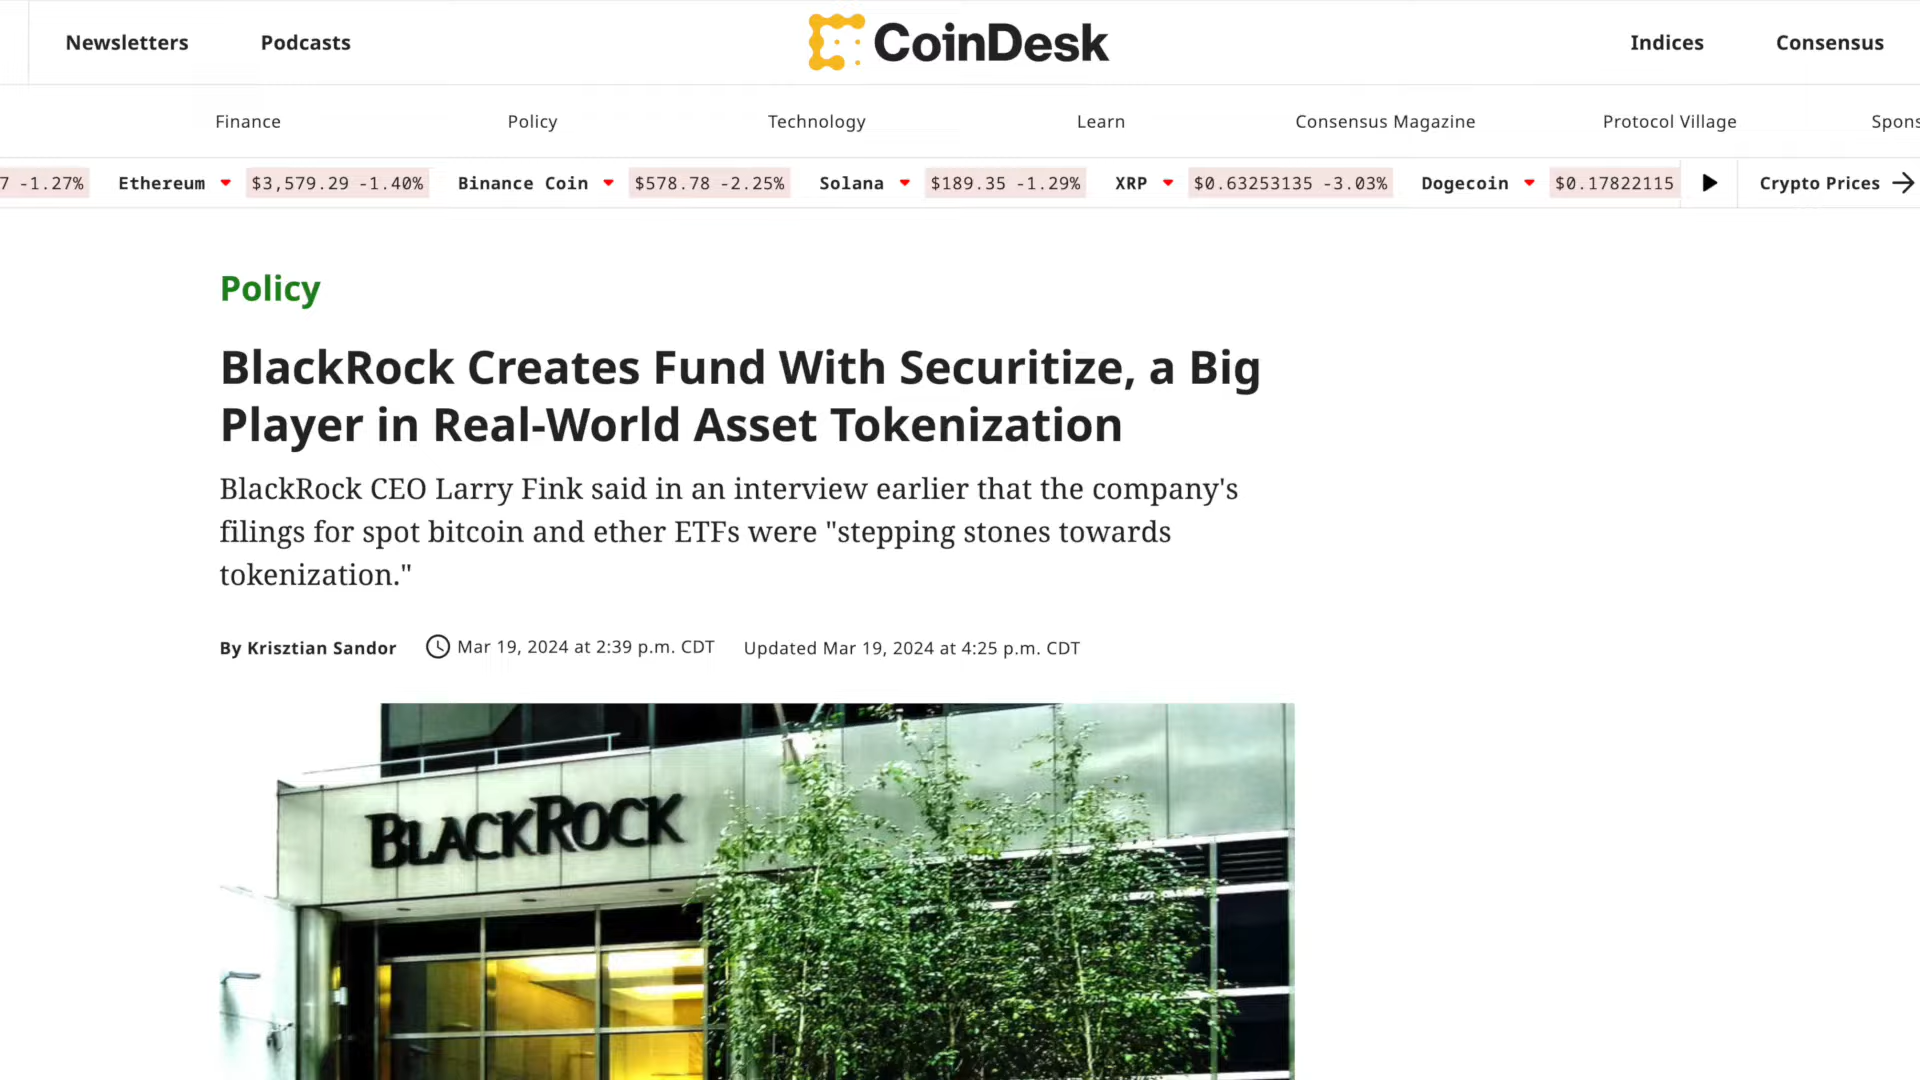 Newsletters Podcasts CoinDesk Indices Consensus
Finance Policy Technology Learn Consensus Magazine Protocol Village Spons
7 -1.27% Ethereum $3,579.29 -1.40% Binance Coin $578.78 -2.25% Solana $189.35 -1.29% XRP $0.63253135 -3.03% Dogecoin $0.17822115 Crypto Prices
Policy
BlackRock Creates Fund With Securitize, a Big
Player in Real-World Asset Tokenization
BlackRock CEO Larry Fink said in an interview earlier that the company's
filings for spot bitcoin and ether ETFs were "stepping stones towards
tokenization."
By Krisztian Sandor Mar 19, 2024 at 2:39 p.m. CDT Updated Mar 19, 2024 at 4:25 p.m. CDT
BLACKROCK